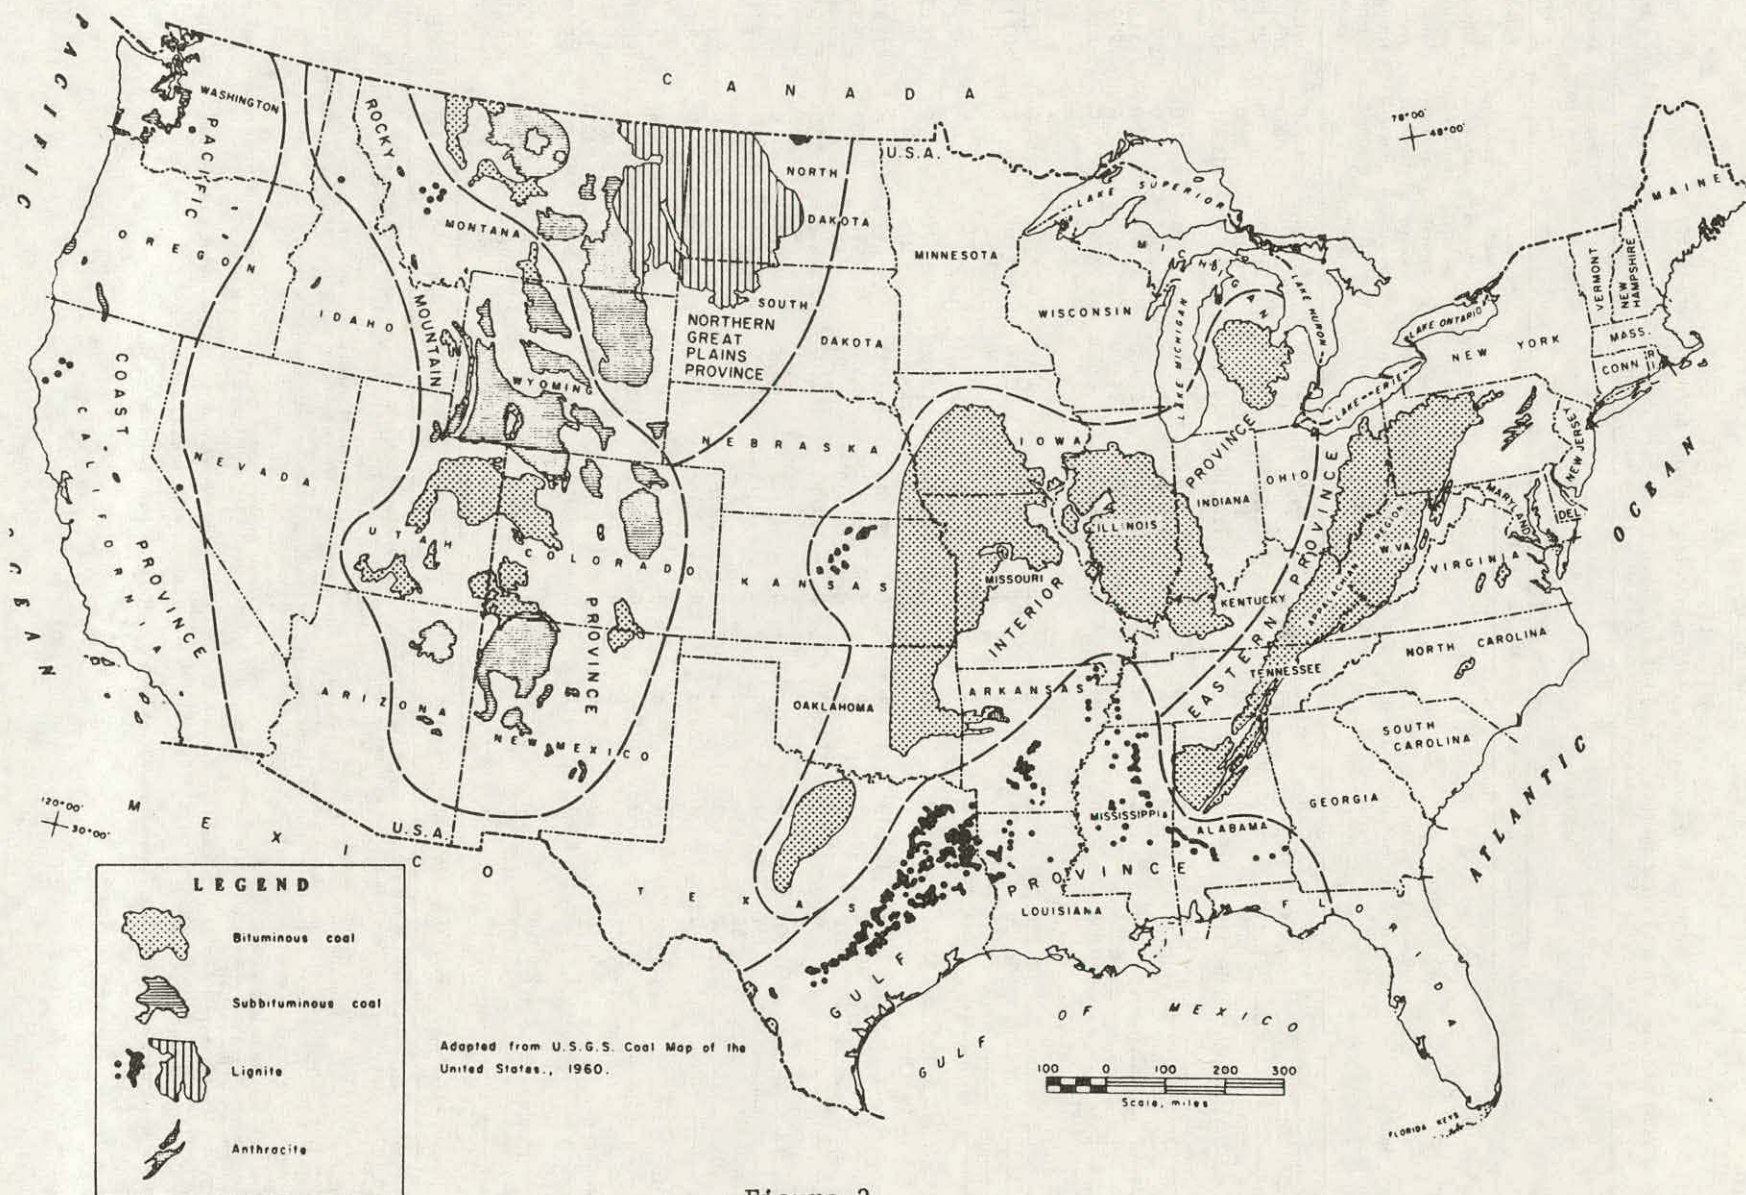 CANADA
PACIFIC
OCEAN
78°00'
48°00'
WASHINGTON
PACIFIC
COAST
PROVINCE
ROCKY
MOUNTAIN
PROVINCE
OREGON
IDAHO
MONTANA
NORTH
DAKOTA
U.S.A.
MINNESOTA
LAKE SUPERIOR
MICHIGAN
WISCONSIN
LAKE MICHIGAN
LAKE HURON
LAKE ONTARIO
LAKE ERIE
MAINE
VERMONT
NEW HAMPSHIRE
MASS.
CONN
R I
NEW YORK
NEW JERSEY
SOUTH
DAKOTA
NORTHERN
GREAT
PLAINS
PROVINCE
WYOMING
NEBRASKA
IOWA
NEVADA
CALIFORNIA
UTAH
COLORADO
KANSAS
MISSOURI
ILLINOIS
INDIANA
OHIO
INTERIOR
PROVINCE
EASTERN PROVINCE
APPALACHIAN
REGION
W.VA.
MARYLAND
DEL
VIRGINIA
KENTUCKY
TENNESSEE
NORTH CAROLINA
SOUTH
CAROLINA
GEORGIA
ARIZONA
NEW MEXICO
OAKLAHOMA
ARKANSAS
MISSISSIPPI
ALABAMA
LOUISIANA
TEXAS
GULF
PROVINCE
FLORIDA
FLORIDA KEYS
ATLANTIC
OCEAN
GULF OF MEXICO
MEXICO
U.S.A.
120°00'
30°00'
LEGEND
Bituminous coal
Subbituminous coal
Lignite
Anthracite
Adapted from U.S.G.S. Coal Map of the
United States., 1960.
100 0 100 200 300
Scale, miles
Figure 2